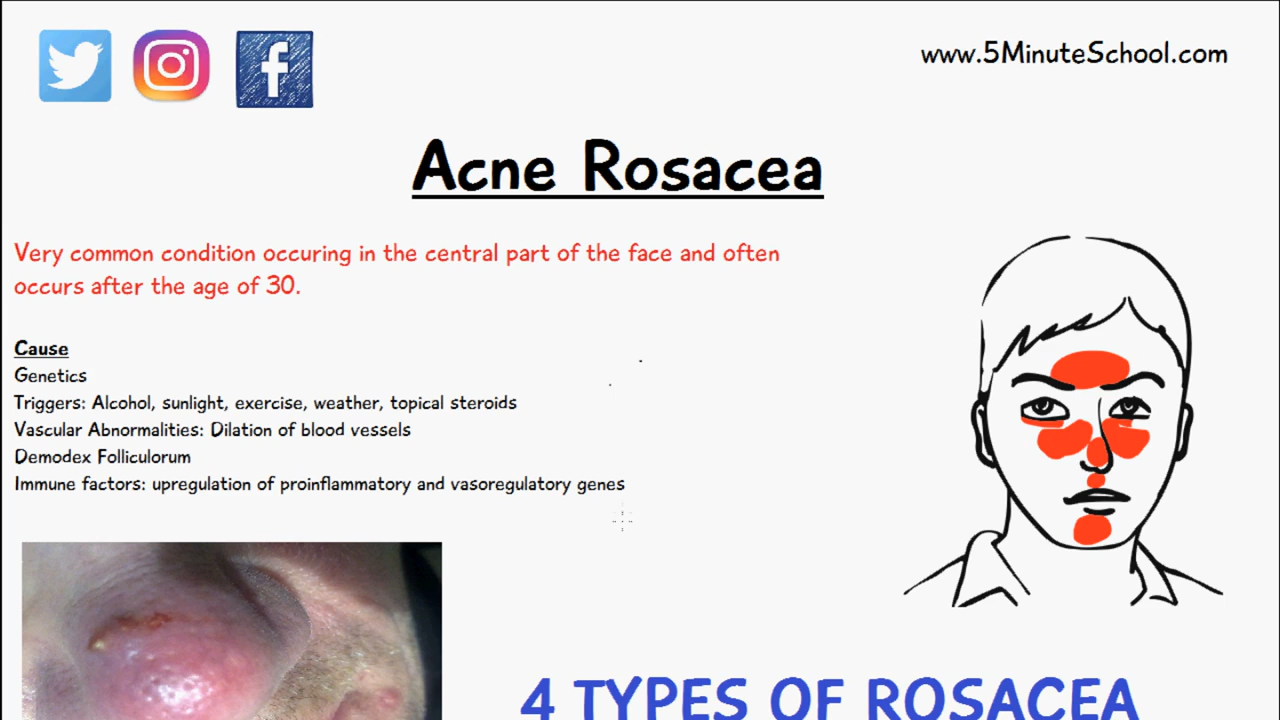 www.5MinuteSchool.com
Acne Rosacea
Very common condition occuring in the central part of the face and often
occurs after the age of 30.
Cause
Genetics
Triggers: Alcohol, sunlight, exercise, weather, topical steroids
Vascular Abnormalities: Dilation of blood vessels
Demodex Folliculorum
Immune factors: upregulation of proinflammatory and vasoregulatory genes
4 TYPES OF ROSACEA